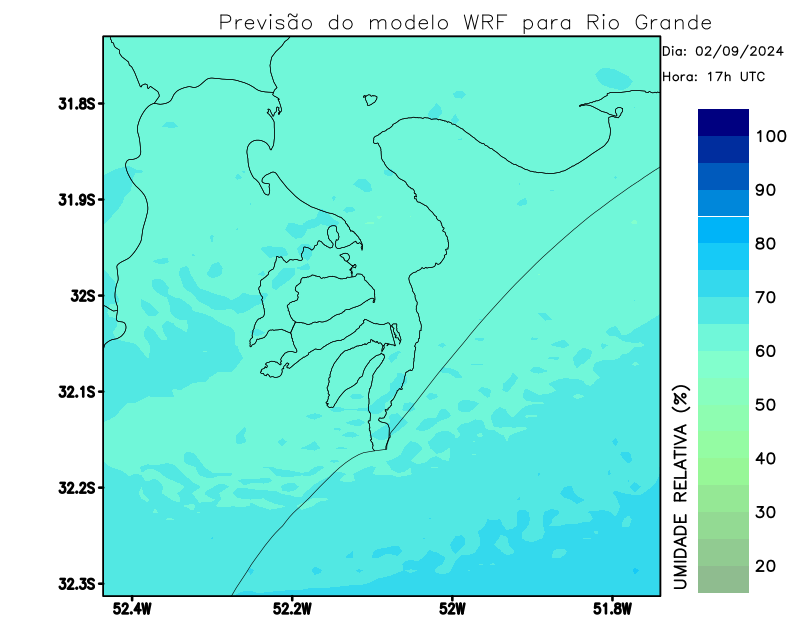 Previsão do modelo WRF para Rio Grande
Dia: 02/09/2024
Hora: 17h UTC
31.8S
31.9S
32S
32.1S
32.2S
32.3S
52.4W
52.2W
52W
51.8W
100
90
80
70
60
50
40
30
20
UMIDADE RELATIVA (%)